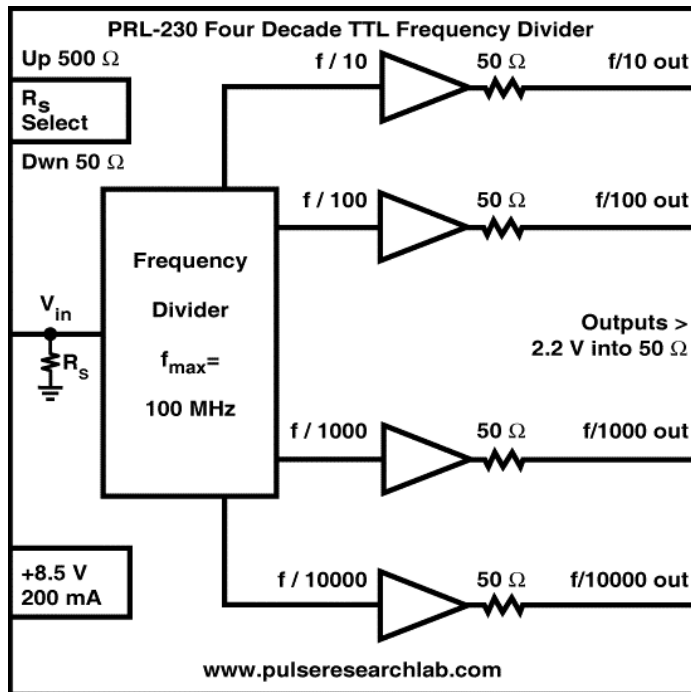 PRL-230 Four Decade TTL Frequency Divider
Up 500 Ω
f / 10
50 Ω
f/10 out
Rs
Select
Dwn 50 Ω
f / 100
50 Ω
f/100 out
Frequency
Divider
fmax=
100 MHz
Vin
Rs
Outputs >
2.2 V into 50 Ω
f / 1000
50 Ω
f/1000 out
+8.5 V
200 mA
f / 10000
50 Ω
f/10000 out
www.pulseresearchlab.com